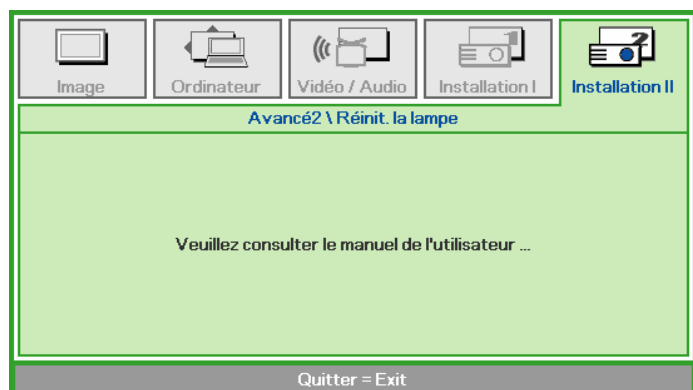 Image
Ordinateur
Vidéo / Audio
Installation I
Installation II
Avancé2 \ Réinit. la lampe
Veuillez consulter le manuel de l'utilisateur ...
Quitter = Exit